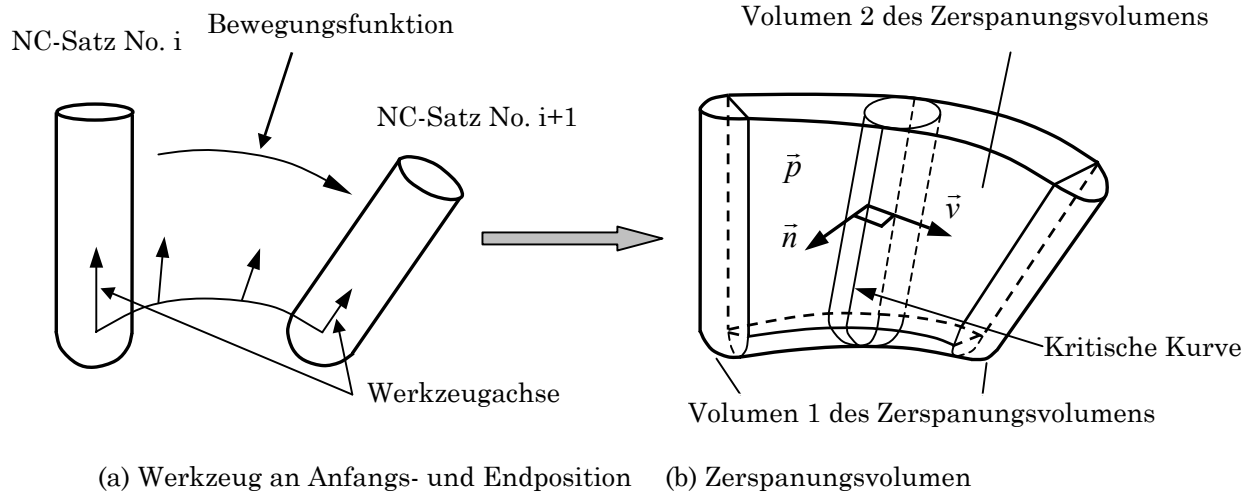 NC-Satz No. i
Bewegungsfunktion
NC-Satz No. i+1
Werkzeugachse
Volumen 2 des Zerspanungsvolumens
p⃗
v⃗
n⃗
Kritische Kurve
Volumen 1 des Zerspanungsvolumens
(a) Werkzeug an Anfangs- und Endposition
(b) Zerspanungsvolumen